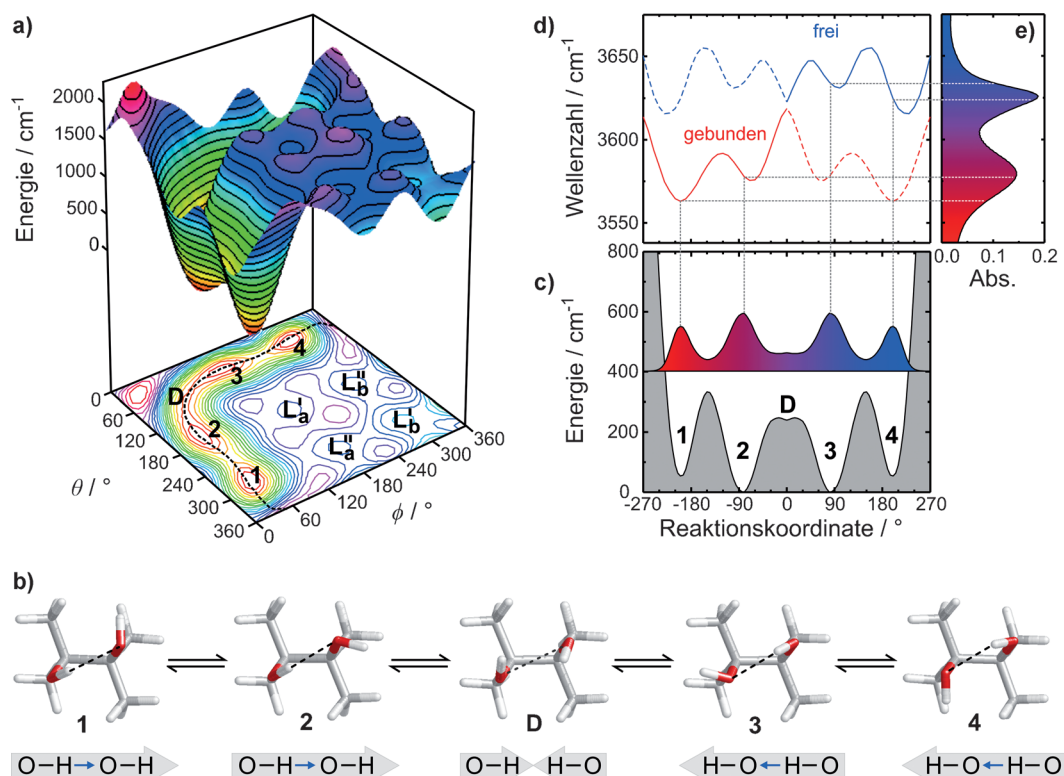 a)
Energie / cm⁻¹
2000
1500
1000
500
0
0
60
120
180
240
300
360
θ / °
0
60
120
180
240
300
360
ϕ / °
1
2
D
3
4
L'a
L''a
L'b
L''b
d)
Wellenzahl / cm⁻¹
3650
3600
3550
frei
gebunden
e)
0.0 0.1 0.2
Abs.
c)
Energie / cm⁻¹
800
600
400
200
0
1 2 D 3 4
-270 -180 -90 0 90 180 270
Reaktionskoordinate / °
b)
1 2 D 3 4
O–H→O–H O–H→O–H O–H H–O H–O←H–O H–O←H–O